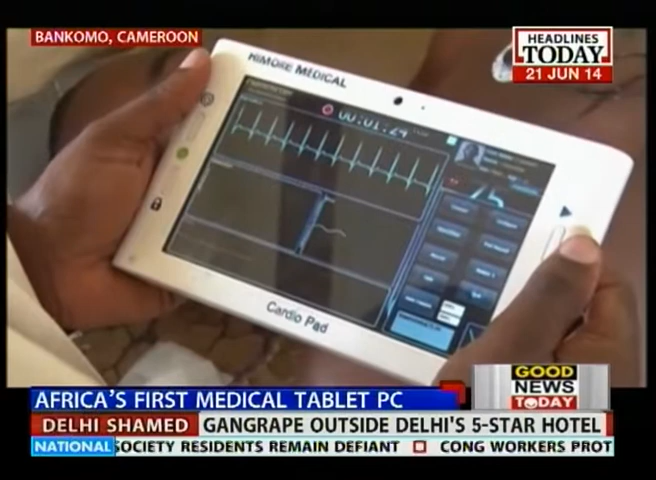 BANKOMO, CAMEROON
HEADLINES
TODAY
21 JUN 14
HIMORE MEDICAL
00:01:24
Cardio Pad
GOOD
NEWS
TODAY
AFRICA'S FIRST MEDICAL TABLET PC
DELHI SHAMED GANGRAPE OUTSIDE DELHI'S 5-STAR HOTEL
NATIONAL SOCIETY RESIDENTS REMAIN DEFIANT CONG WORKERS PROT